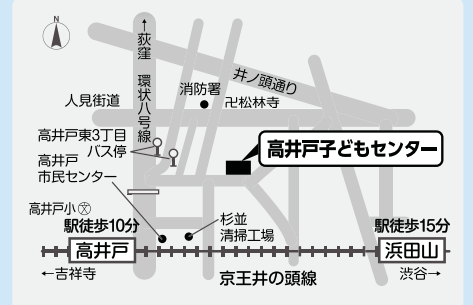 N
←荻窪
環状八号線
井ノ頭通り
消防署
卍松林寺
人見街道
高井戸東3丁目
バス停
高井戸子どもセンター
高井戸
市民センター
高井戸小㊛
駅徒歩10分
高井戸
杉並
清掃工場
駅徒歩15分
浜田山
←吉祥寺
京王井の頭線
渋谷→